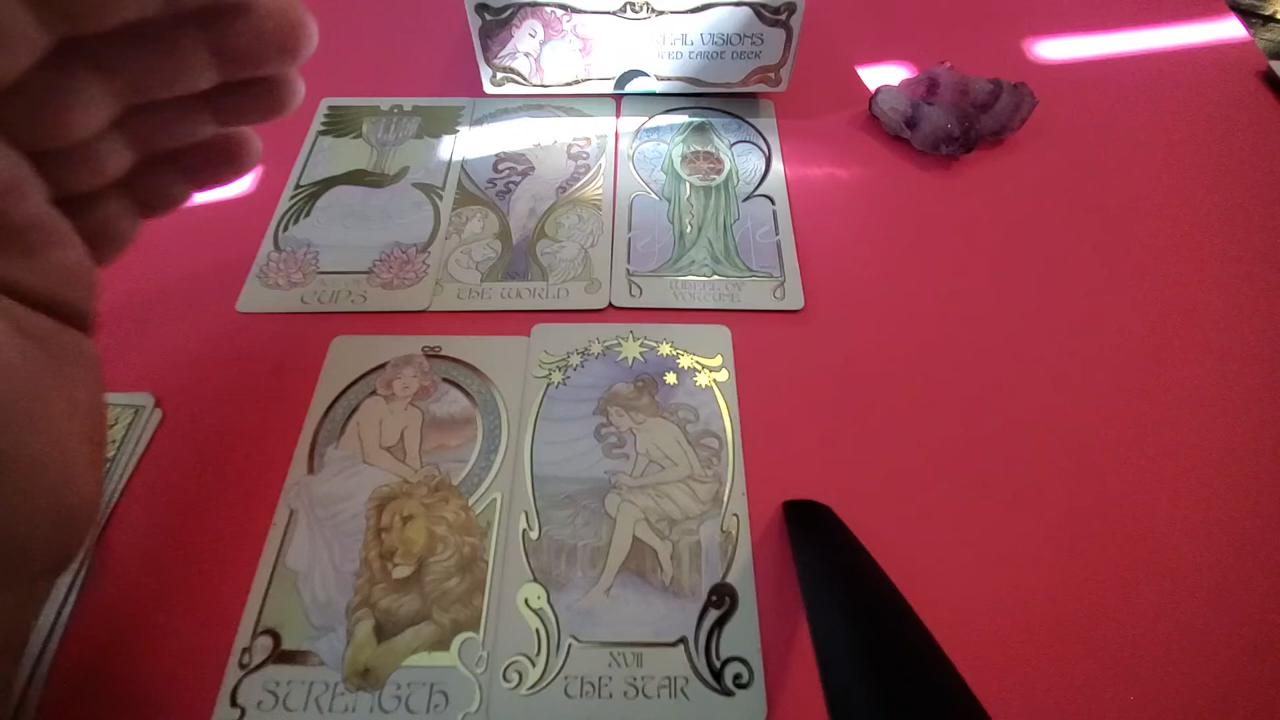 VISIONS
TAROT DECK
CUPS
THE WORLD
WHEEL OF
FORTUNE
STRENGTH
XVII
THE STAR